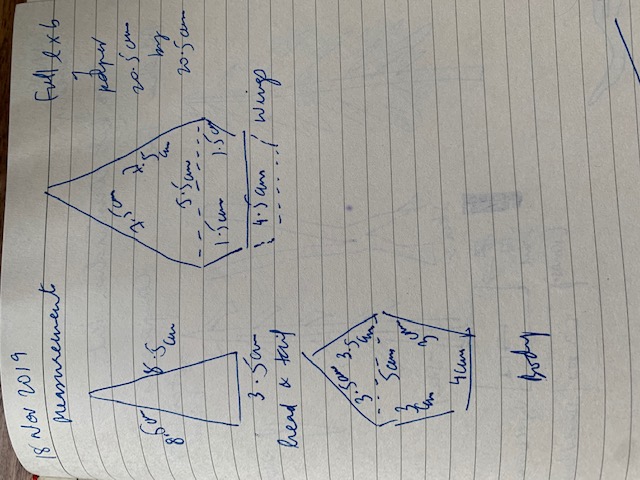 18 Nov 2019
Measurement
Full l x b
of
paper
20.5cm
by
20.5cm
8.5cm
8.5cm
3.5cm
head & tail
7.5cm
7.5cm
5.5cm
1.5cm
1.5cm
4.5cm
Wings
3.5cm
3.5cm
5cm
3cm
3cm
4cm
Body